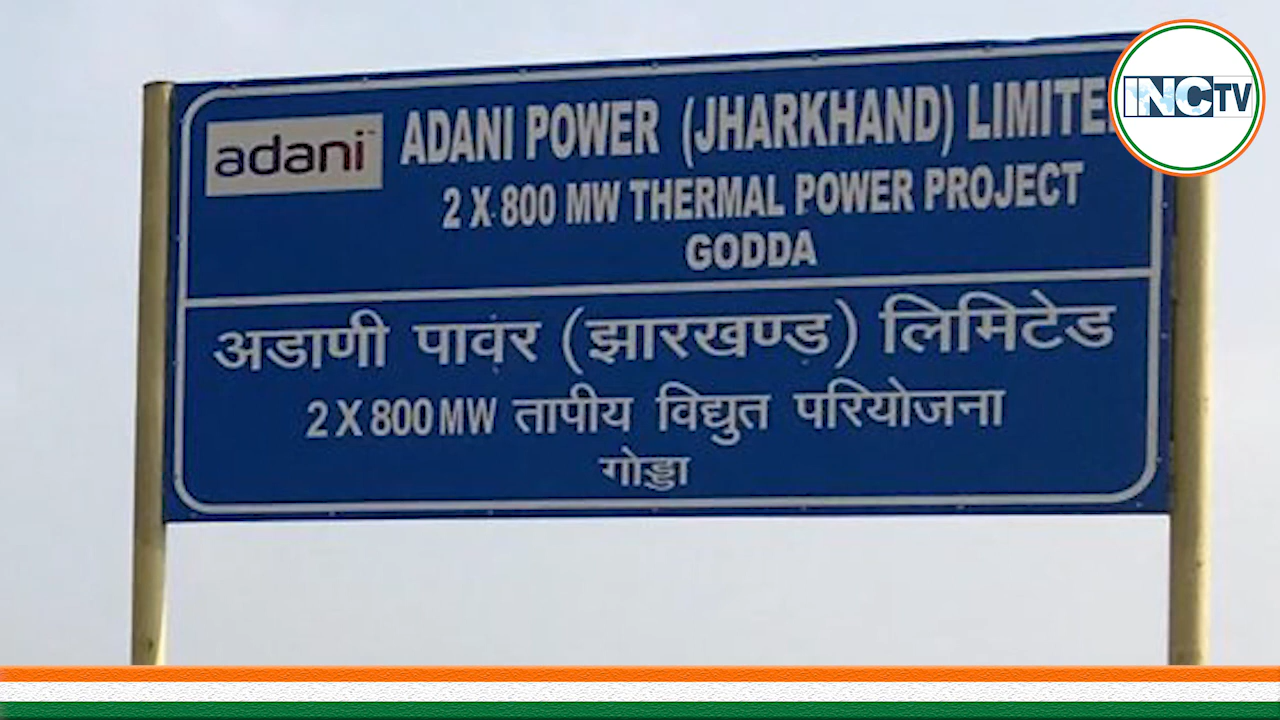 adani
ADANI POWER (JHARKHAND) LIMITE
2 X 800 MW THERMAL POWER PROJECT
GODDA
अडाणी पावंर (झारखण्ड़) लिमिटेड
2 X 800 MW तापीय विद्युत परियोजना
गोड्डा
INCTV